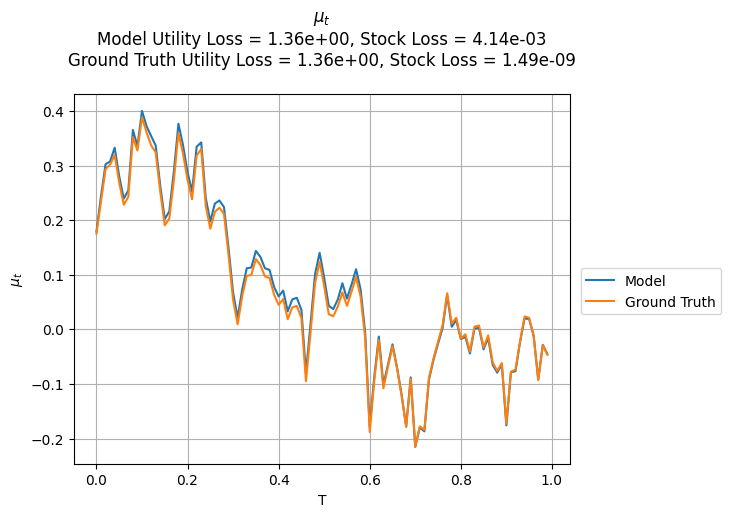 μt
Model Utility Loss = 1.36e+00, Stock Loss = 4.14e-03
Ground Truth Utility Loss = 1.36e+00, Stock Loss = 1.49e-09
0.4
0.3
0.2
0.1
0.0
−0.1
−0.2
μt
0.0
0.2
0.4
0.6
0.8
1.0
T
Model
Ground Truth